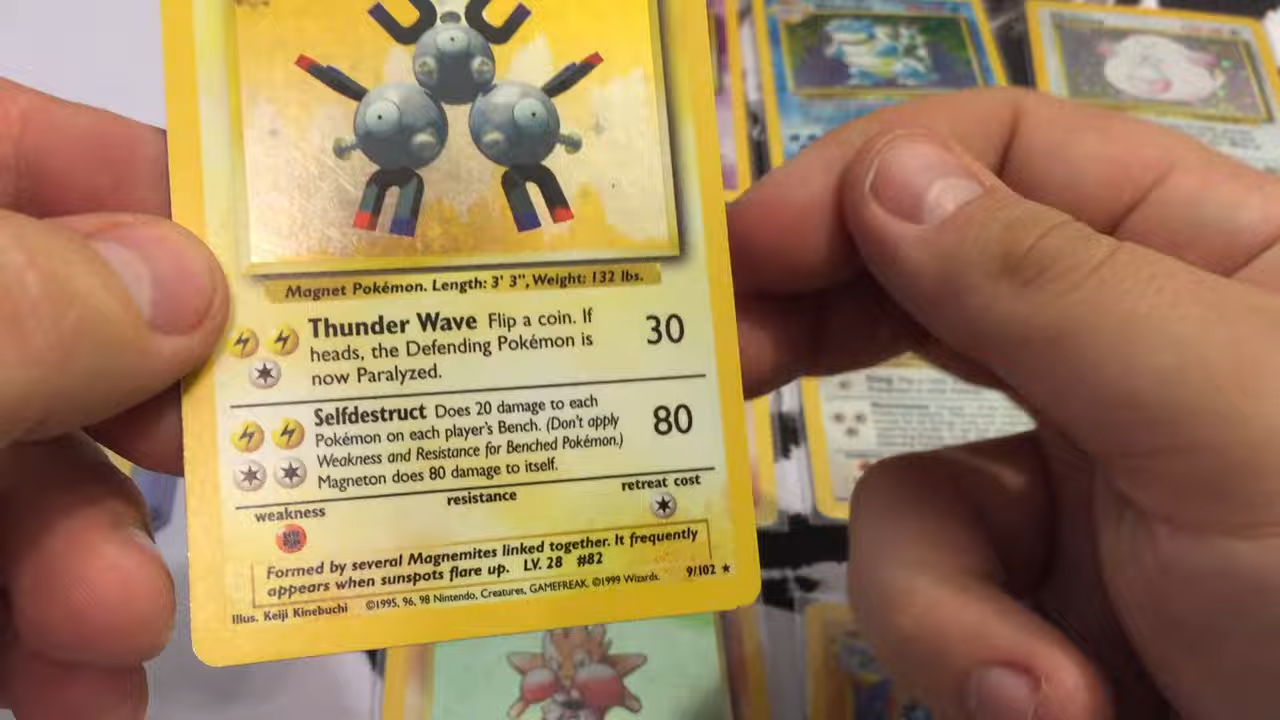 Magnet Pokémon. Length: 3' 3", Weight: 132 lbs.
Thunder Wave Flip a coin. If
heads, the Defending Pokémon is
now Paralyzed.
30
Selfdestruct Does 20 damage to each
Pokémon on each player's Bench. (Don't apply
Weakness and Resistance for Benched Pokémon.)
Magneton does 80 damage to itself.
80
weakness
resistance
retreat cost
Formed by several Magnemites linked together. It frequently
appears when sunspots flare up. LV. 28 #82
Illus. Keiji Kinebuchi ©1995, 96, 98 Nintendo, Creatures, GAMEFREAK. ©1999 Wizards. 9/102